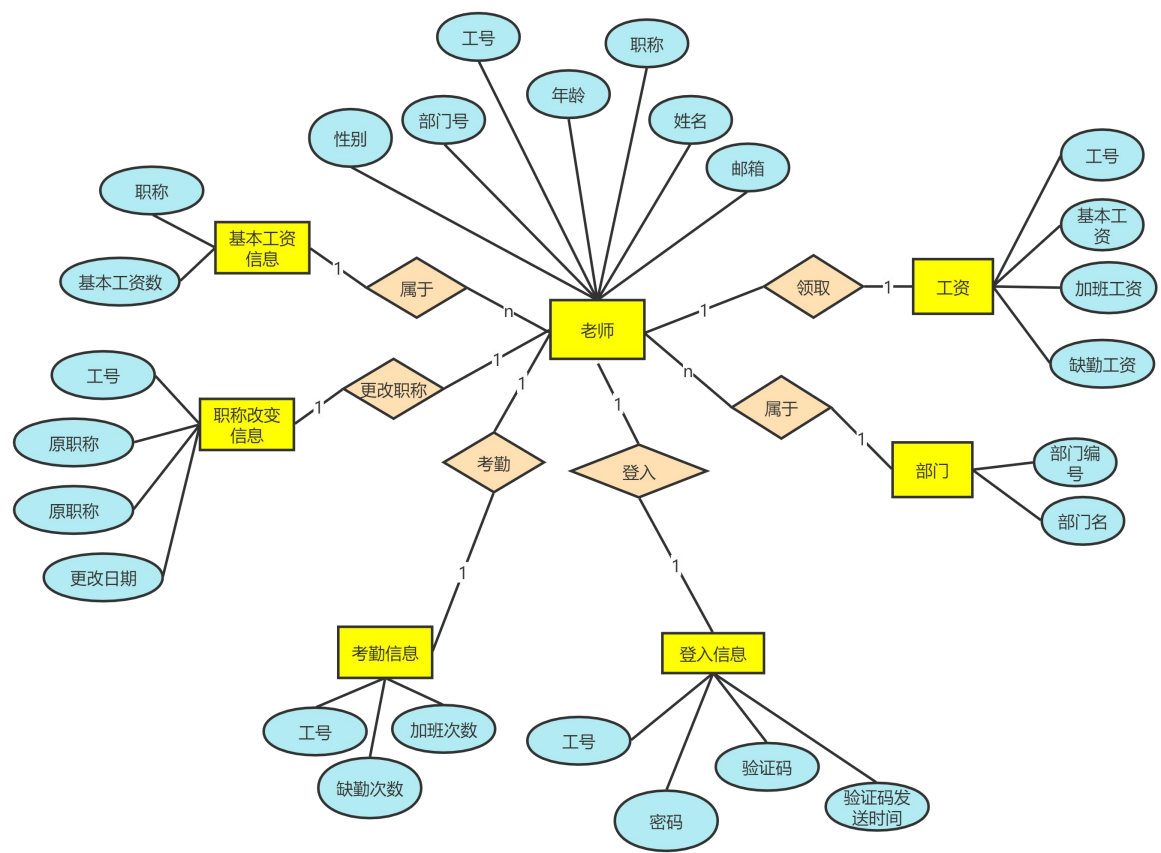 工号
职称
年龄
部门号
姓名
性别
邮箱
工号
职称
基本工资
信息
基本工资数
1
属于
n
老师
1
领取
1
工资
基本工
资
加班工资
缺勤工资
工号
职称改变
信息
原职称
原职称
更改日期
1
更改职称
1
1
考勤
1
1
登入
1
n
属于
1
部门
部门编
号
部门名
考勤信息
工号
加班次数
缺勤次数
登入信息
工号
验证码
密码
验证码发
送时间